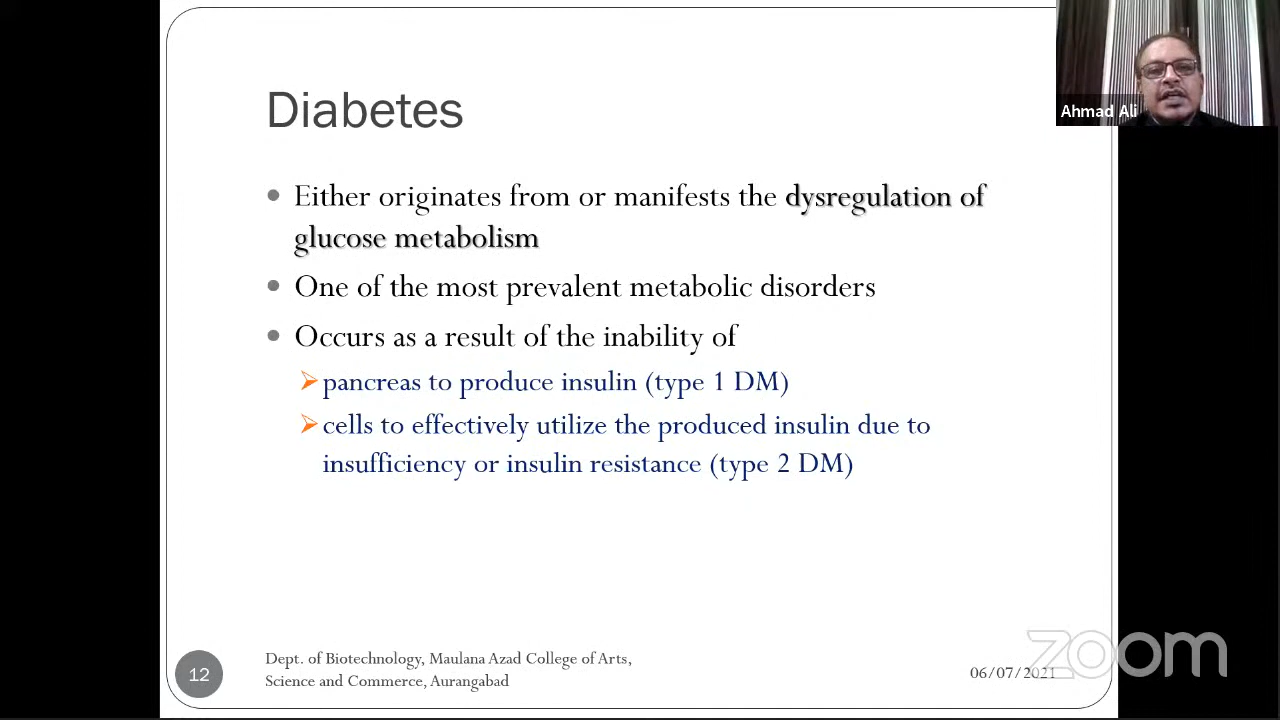 Ahmad Ali
Diabetes
Either originates from or manifests the dysregulation of
glucose metabolism
One of the most prevalent metabolic disorders
Occurs as a result of the inability of
pancreas to produce insulin (type 1 DM)
cells to effectively utilize the produced insulin due to
insufficiency or insulin resistance (type 2 DM)
12
Dept. of Biotechnology, Maulana Azad College of Arts,
Science and Commerce, Aurangabad
06/07/2021
zoom